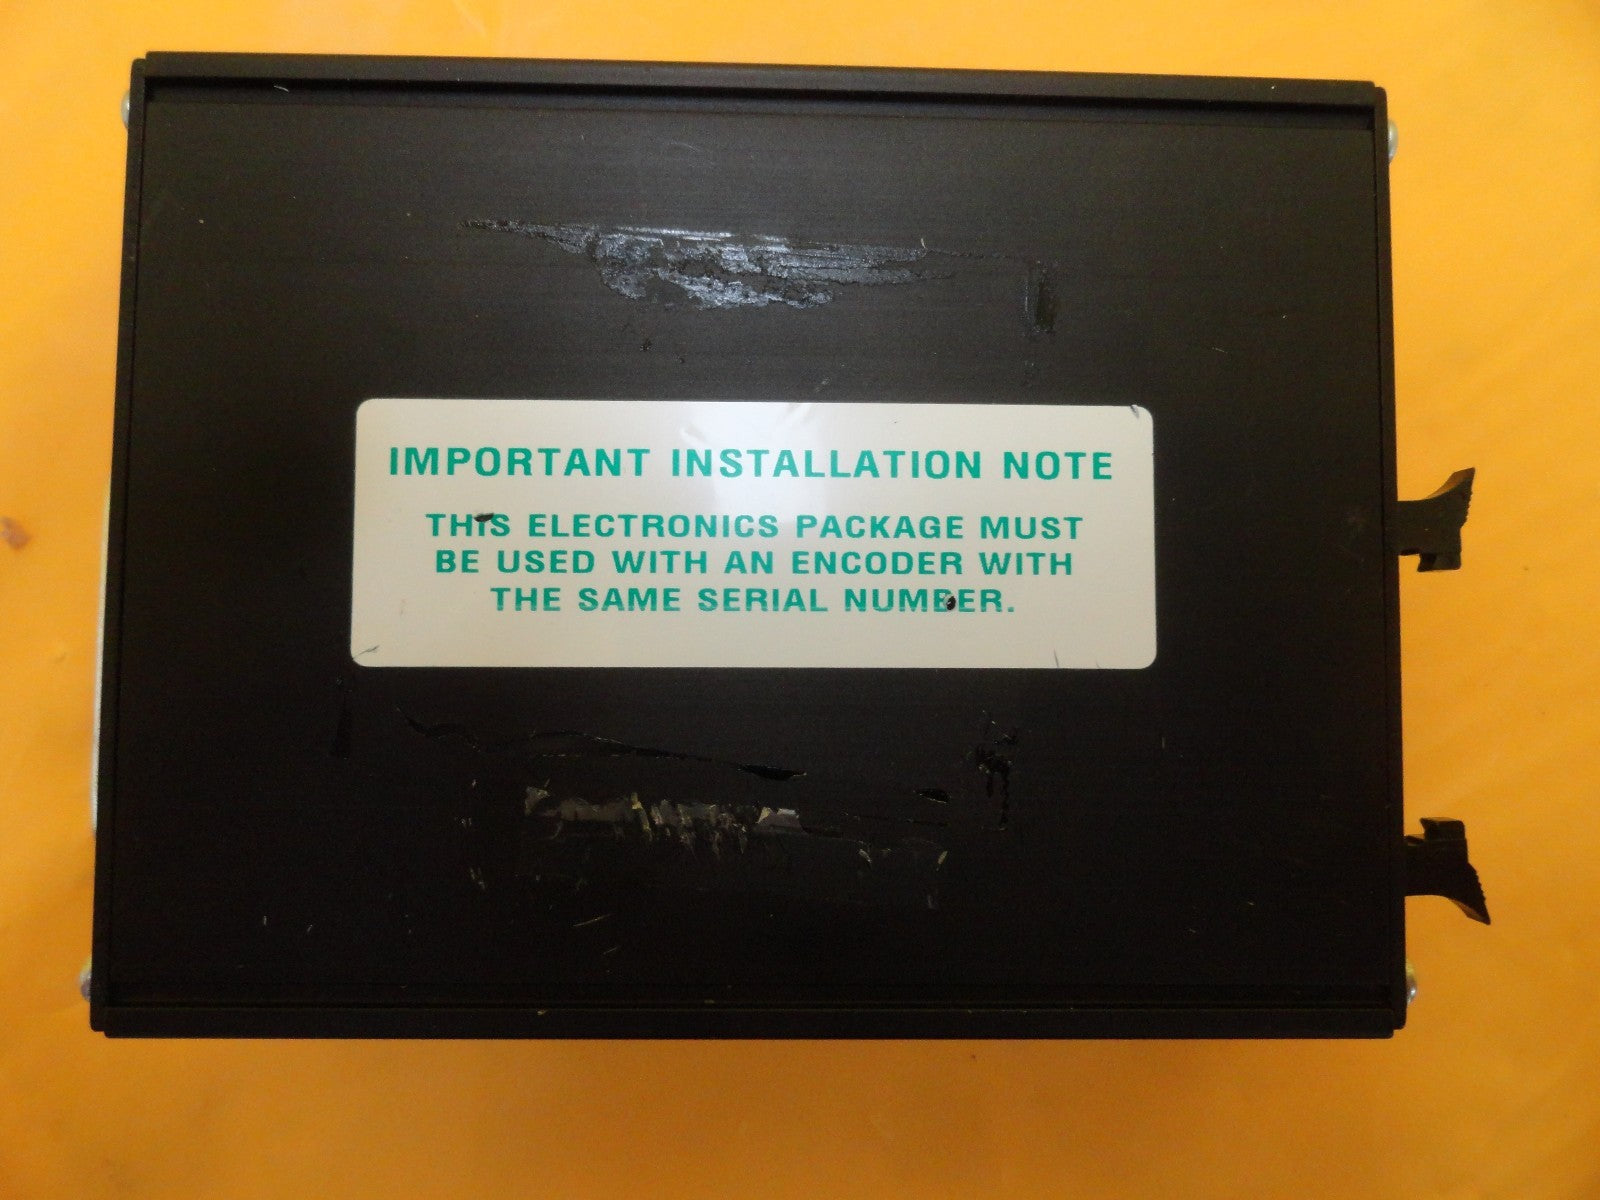 IMPORTANT INSTALLATION NOTE
THIS ELECTRONICS PACKAGE MUST
BE USED WITH AN ENCODER WITH
THE SAME SERIAL NUMBER.